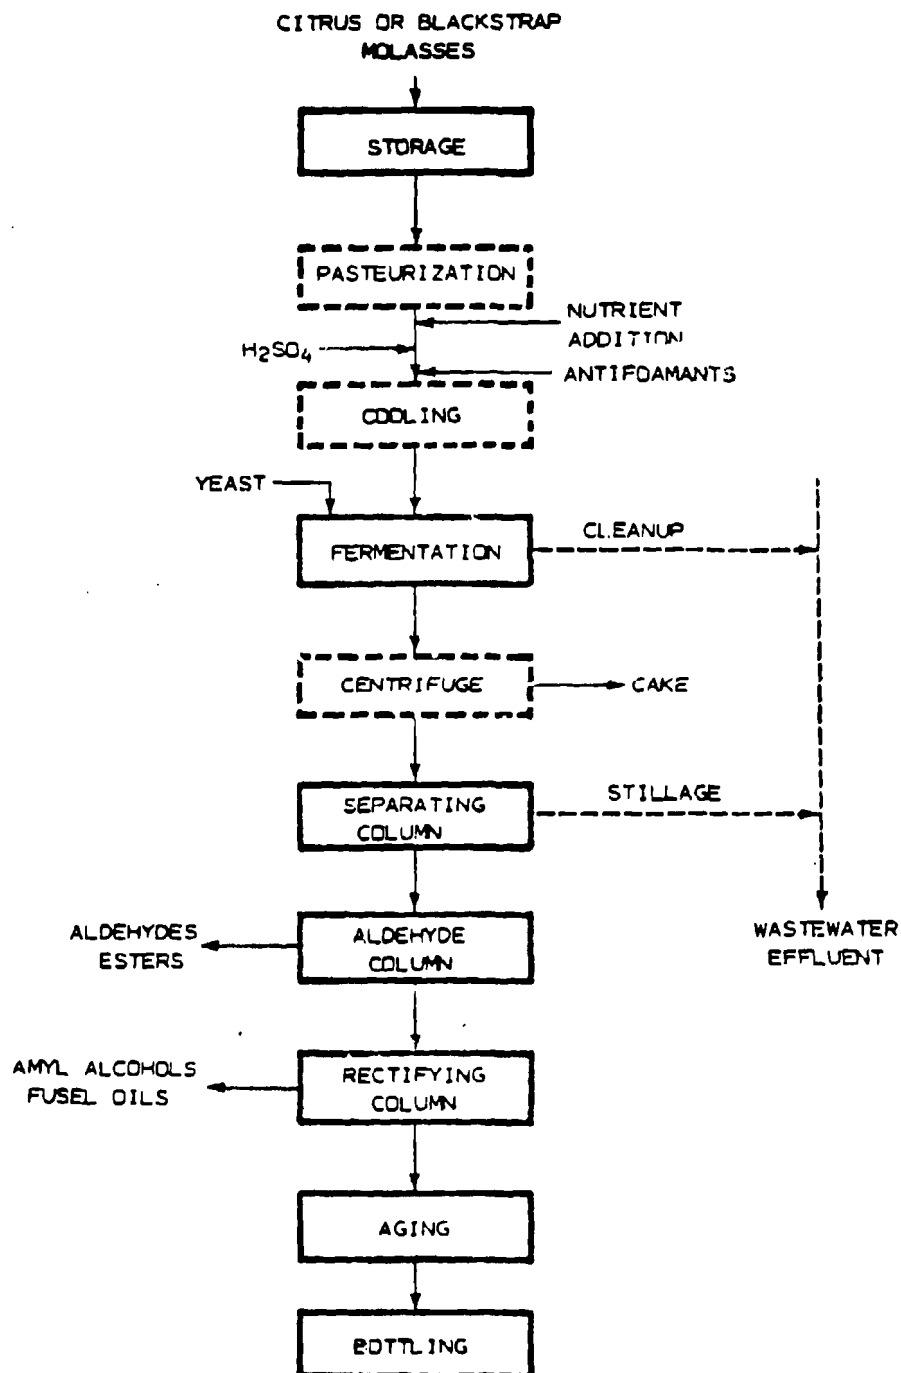 CITRUS OR BLACKSTRAP
MOLASSES
STORAGE
PASTEURIZATION
NUTRIENT
ADDITION
H2SO4
ANTIFOAMANTS
COOLING
YEAST
CLEANUP
FERMENTATION
CENTRIFUGE
CAKE
STILLAGE
SEPARATING
COLUMN
ALDEHYDES
ESTERS
ALDEHYDE
COLUMN
WASTEWATER
EFFLUENT
AMYL ALCOHOLS
FUSEL OILS
RECTIFYING
COLUMN
AGING
BOTTLING